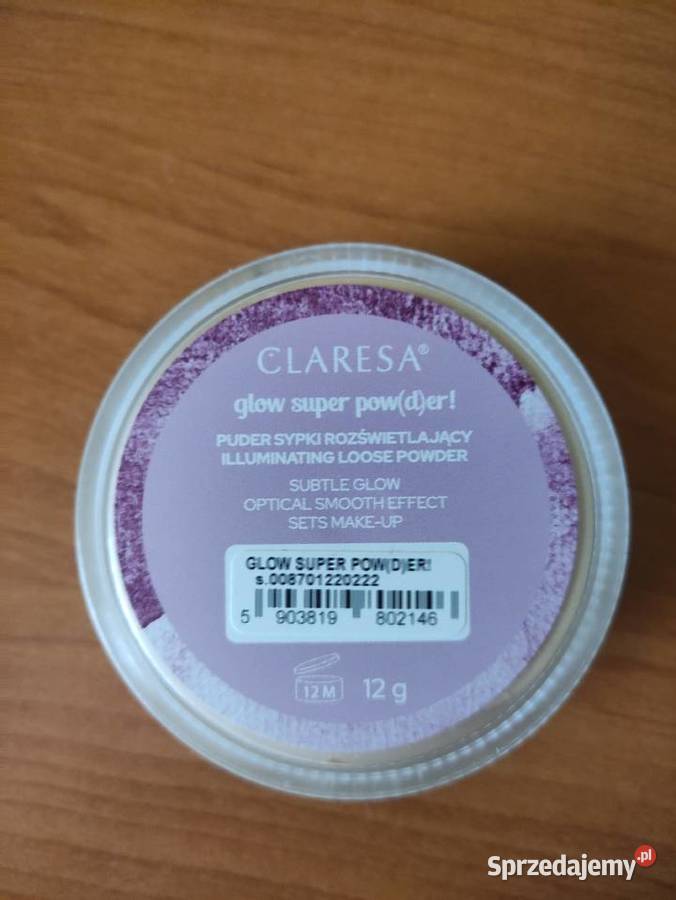 CLARESA®
glow super pow(d)er!
PUDER SYPKI ROZŚWIETLAJĄCY
ILLUMINATING LOOSE POWDER
SUBTLE GLOW
OPTICAL SMOOTH EFFECT
SETS MAKE-UP
GLOW SUPER POW(D)ER!
s.008701220222
5 903819 802146
12 M 12 g
Sprzedajemy.pl